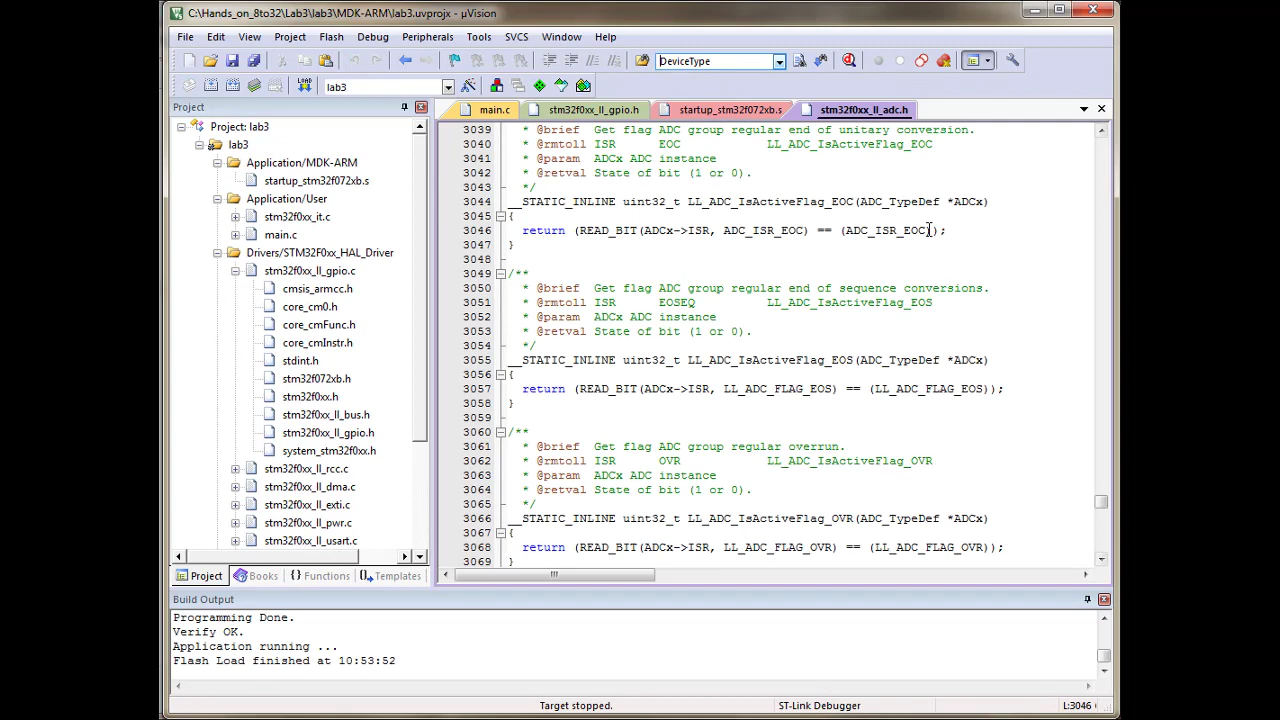 C:\Hands_on_8to32\Lab3\lab3\MDK-ARM\lab3.uvprojx - µVision
File Edit View Project Flash Debug Peripherals Tools SVCS Window Help
DeviceType
LOAD lab3
Project
main.c stm32f0xx_ll_gpio.h startup_stm32f072xb.s stm32f0xx_ll_adc.h
Project: lab3
lab3
Application/MDK-ARM
startup_stm32f072xb.s
Application/User
stm32f0xx_it.c
main.c
Drivers/STM32F0xx_HAL_Driver
stm32f0xx_ll_gpio.c
cmsis_armcc.h
core_cm0.h
core_cmFunc.h
core_cmInstr.h
stdint.h
stm32f072xb.h
stm32f0xx.h
stm32f0xx_ll_bus.h
stm32f0xx_ll_gpio.h
system_stm32f0xx.h
stm32f0xx_ll_rcc.c
stm32f0xx_ll_dma.c
stm32f0xx_ll_exti.c
stm32f0xx_ll_pwr.c
stm32f0xx_ll_usart.c
Project Books {} Functions Templates
3039 * @brief  Get flag ADC group regular end of unitary conversion.
3040 * @rmtoll ISR      EOC            LL_ADC_IsActiveFlag_EOC
3041 * @param  ADCx ADC instance
3042 * @retval State of bit (1 or 0).
3043 */
3044 __STATIC_INLINE uint32_t LL_ADC_IsActiveFlag_EOC(ADC_TypeDef *ADCx)
3045 {
3046 return (READ_BIT(ADCx->ISR, ADC_ISR_EOC) == (ADC_ISR_EOC));
3047 }
3048
3049 /**
3050 * @brief  Get flag ADC group regular end of sequence conversions.
3051 * @rmtoll ISR      EOSEQ          LL_ADC_IsActiveFlag_EOS
3052 * @param  ADCx ADC instance
3053 * @retval State of bit (1 or 0).
3054 */
3055 __STATIC_INLINE uint32_t LL_ADC_IsActiveFlag_EOS(ADC_TypeDef *ADCx)
3056 {
3057 return (READ_BIT(ADCx->ISR, LL_ADC_FLAG_EOS) == (LL_ADC_FLAG_EOS));
3058 }
3059
3060 /**
3061 * @brief  Get flag ADC group regular overrun.
3062 * @rmtoll ISR      OVR            LL_ADC_IsActiveFlag_OVR
3063 * @param  ADCx ADC instance
3064 * @retval State of bit (1 or 0).
3065 */
3066 __STATIC_INLINE uint32_t LL_ADC_IsActiveFlag_OVR(ADC_TypeDef *ADCx)
3067 {
3068 return (READ_BIT(ADCx->ISR, LL_ADC_FLAG_OVR) == (LL_ADC_FLAG_OVR));
3069 }
Build Output
Programming Done.
Verify OK.
Application running ...
Flash Load finished at 10:53:52
Target stopped. ST-Link Debugger L:3046